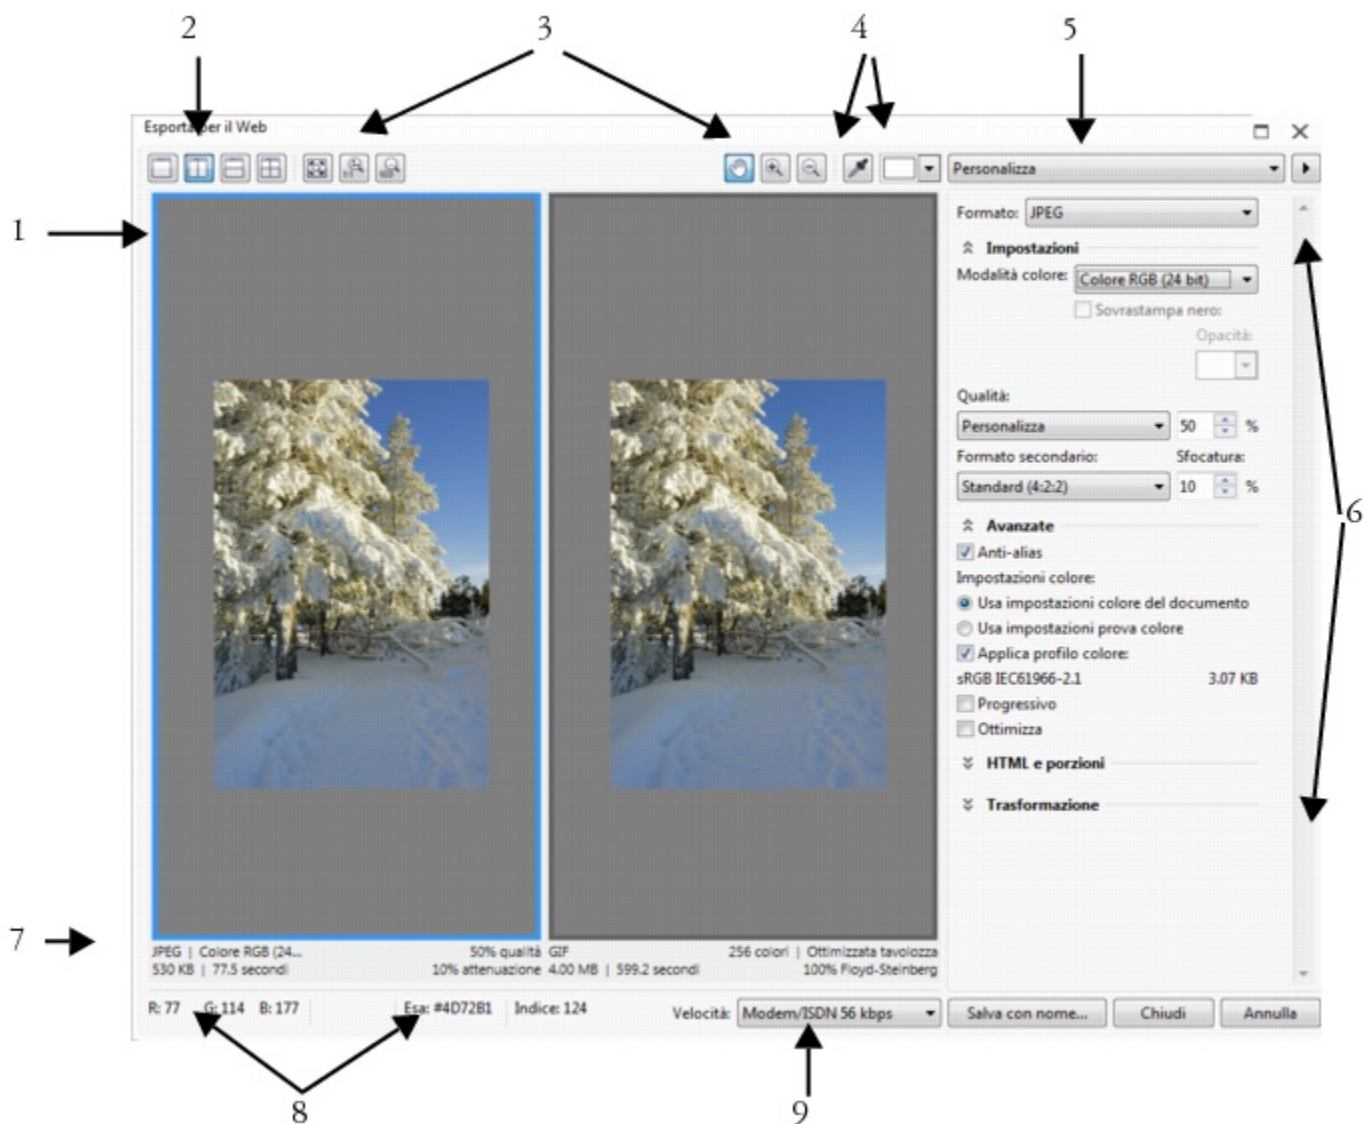 2 3 4 5
Esporta per il Web
Personalizza
1
Formato: JPEG
Impostazioni
Modalità colore: Colore RGB (24 bit)
Sovrastampa nero:
Opacità:
Qualità:
Personalizza 50 %
Formato secondario: Sfocatura:
Standard (4:2:2) 10 %
6
Avanzate
Anti-alias
Impostazioni colore:
Usa impostazioni colore del documento
Usa impostazioni prova colore
Applica profilo colore:
sRGB IEC61966-2.1 3.07 KB
Progressivo
Ottimizza
HTML e porzioni
Trasformazione
7
JPEG | Colore RGB (24... 50% qualità
530 KB | 77.5 secondi 10% attenuazione
GIF 256 colori | Ottimizzata tavolozza
4.00 MB | 599.2 secondi 100% Floyd-Steinberg
R: 77 G: 114 B: 177 Esa: #4D72B1 Indice: 124 Velocità: Modem/ISDN 56 kbps Salva con nome... Chiudi Annulla
8 9